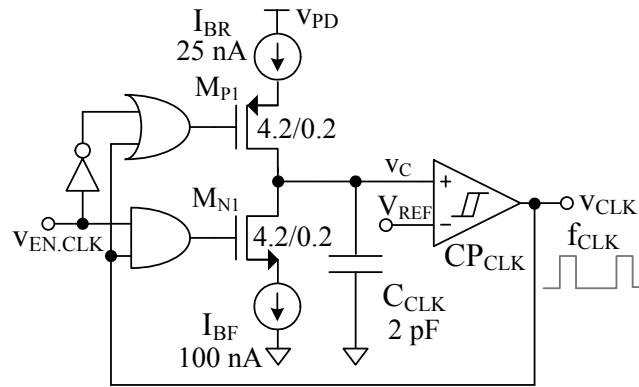 I_BR
25 nA
v_PD
M_P1
4.2/0.2
M_N1
4.2/0.2
v_EN.CLK
I_BF
100 nA
v_C
V_REF
+
−
CP_CLK
C_CLK
2 pF
v_CLK
f_CLK